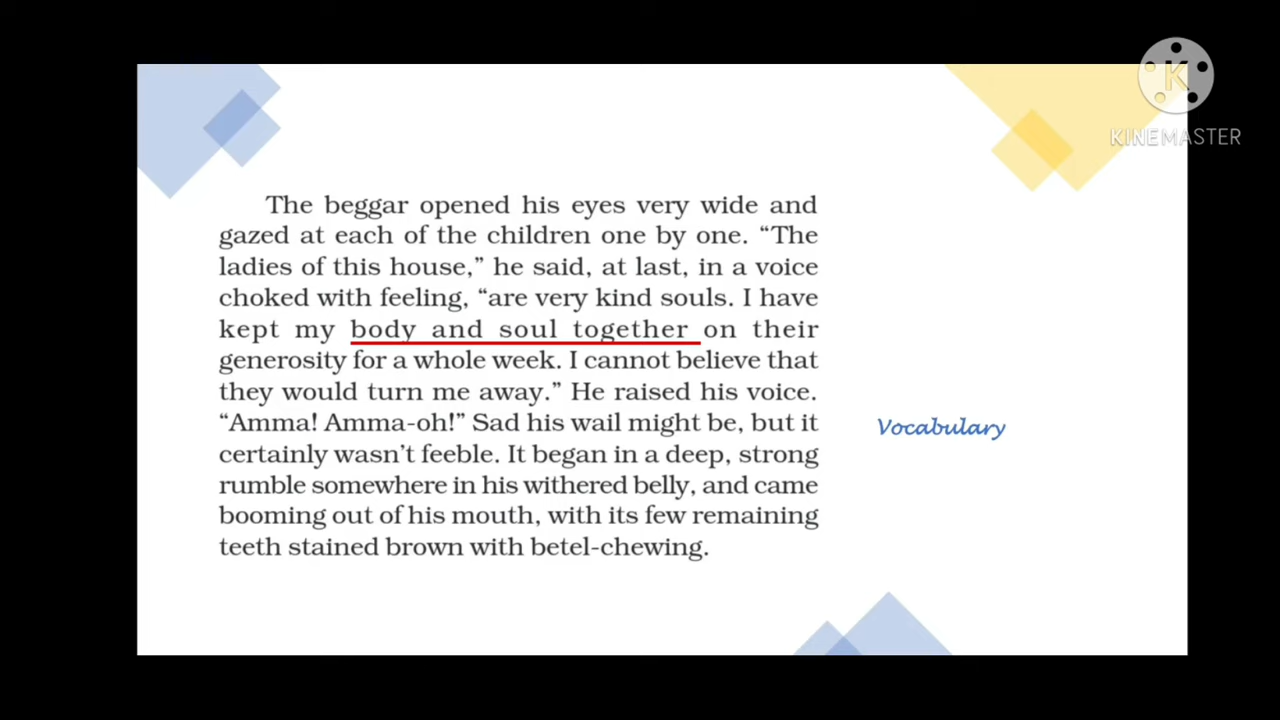 KINEMASTER
The beggar opened his eyes very wide and
gazed at each of the children one by one. “The
ladies of this house,” he said, at last, in a voice
choked with feeling, “are very kind souls. I have
kept my body and soul together on their
generosity for a whole week. I cannot believe that
they would turn me away.” He raised his voice.
“Amma! Amma-oh!” Sad his wail might be, but it
certainly wasn’t feeble. It began in a deep, strong
rumble somewhere in his withered belly, and came
booming out of his mouth, with its few remaining
teeth stained brown with betel-chewing.
Vocabulary